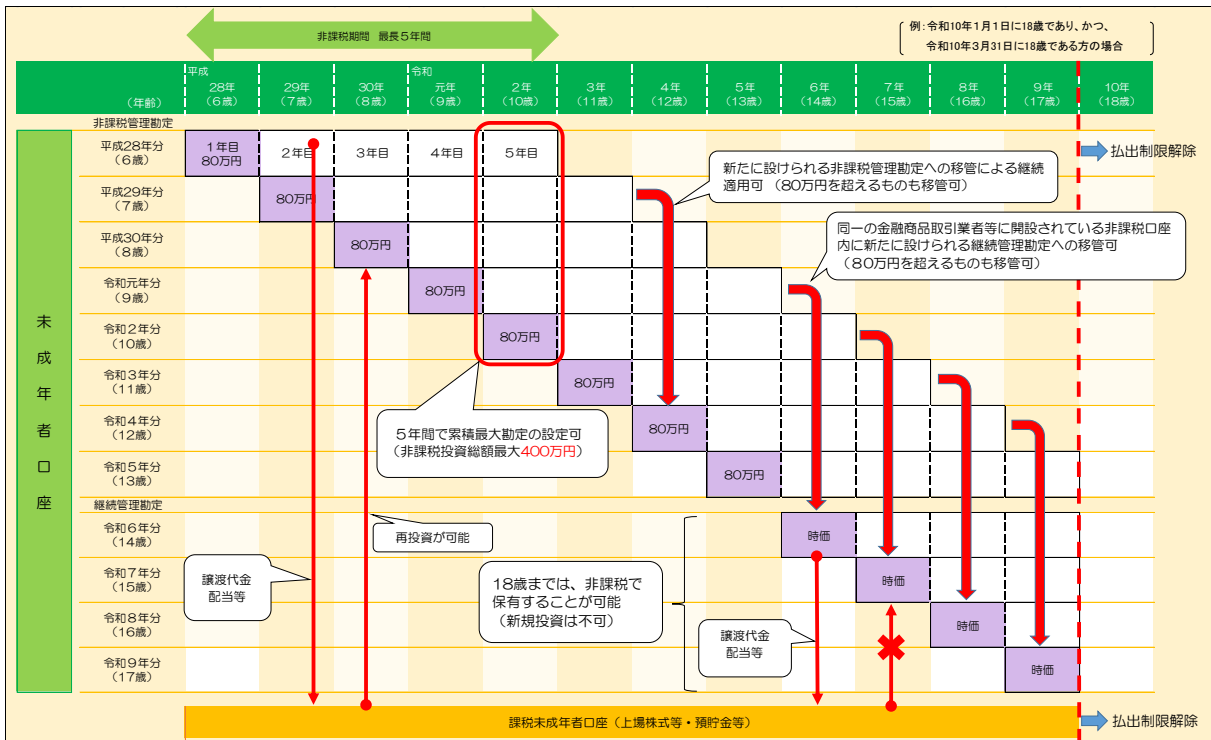 非課税期間 最長5年間
例：令和10年1月1日に18歳であり、かつ、
令和10年3月31日に18歳である方の場合
平成
令和
28年 29年 30年 元年 2年 3年 4年 5年 6年 7年 8年 9年 10年
(年齢) (6歳) (7歳) (8歳) (9歳) (10歳) (11歳) (12歳) (13歳) (14歳) (15歳) (16歳) (17歳) (18歳)
未成年者口座
非課税管理勘定
平成28年分
(6歳)
1年目
80万円
2年目 3年目 4年目 5年目
払出制限解除
新たに設けられる非課税管理勘定への移管による継続
適用可 (80万円を超えるものも移管可)
平成29年分
(7歳)
80万円
同一の金融商品取引業者等に開設されている非課税口座
内に新たに設けられる継続管理勘定への移管可
(80万円を超えるものも移管可)
平成30年分
(8歳)
80万円
令和元年分
(9歳)
80万円
令和2年分
(10歳)
80万円
令和3年分
(11歳)
80万円
令和4年分
(12歳)
80万円
5年間で累積最大勘定の設定可
(非課税投資総額最大400万円)
令和5年分
(13歳)
80万円
継続管理勘定
令和6年分
(14歳)
時価
再投資が可能
令和7年分
(15歳)
時価
譲渡代金
配当等
18歳までは、非課税で
保有することが可能
(新規投資は不可)
令和8年分
(16歳)
時価
譲渡代金
配当等
令和9年分
(17歳)
時価
課税未成年者口座（上場株式等・預貯金等）
払出制限解除